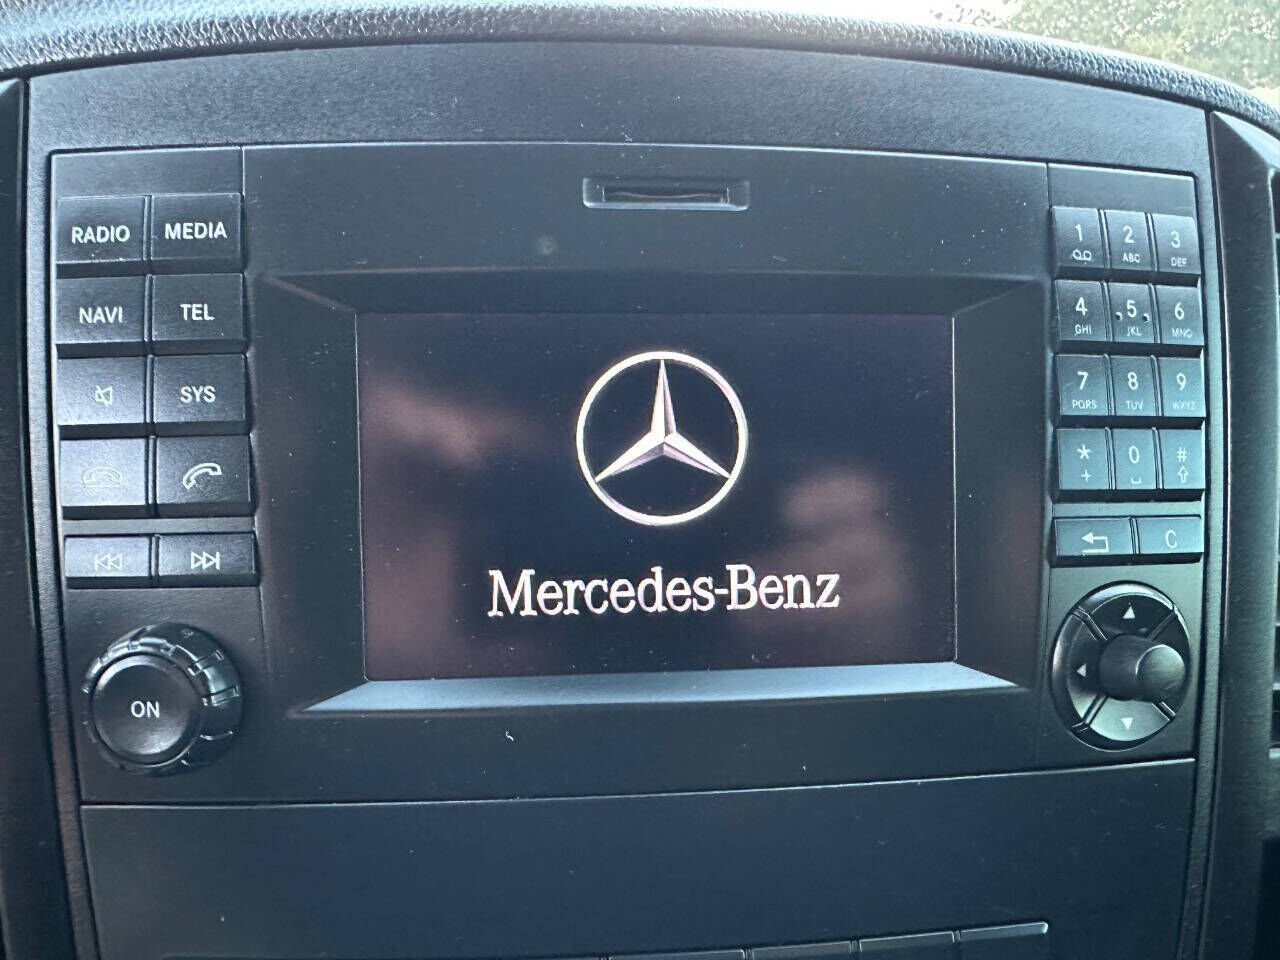 RADIO MEDIA
NAVI TEL
SYS
ON
Mercedes-Benz
1 2 3
ABC DEF
4 5 6
GHI JKL MNO
7 8 9
PQRS TUV WXYZ
* 0 #
+
C